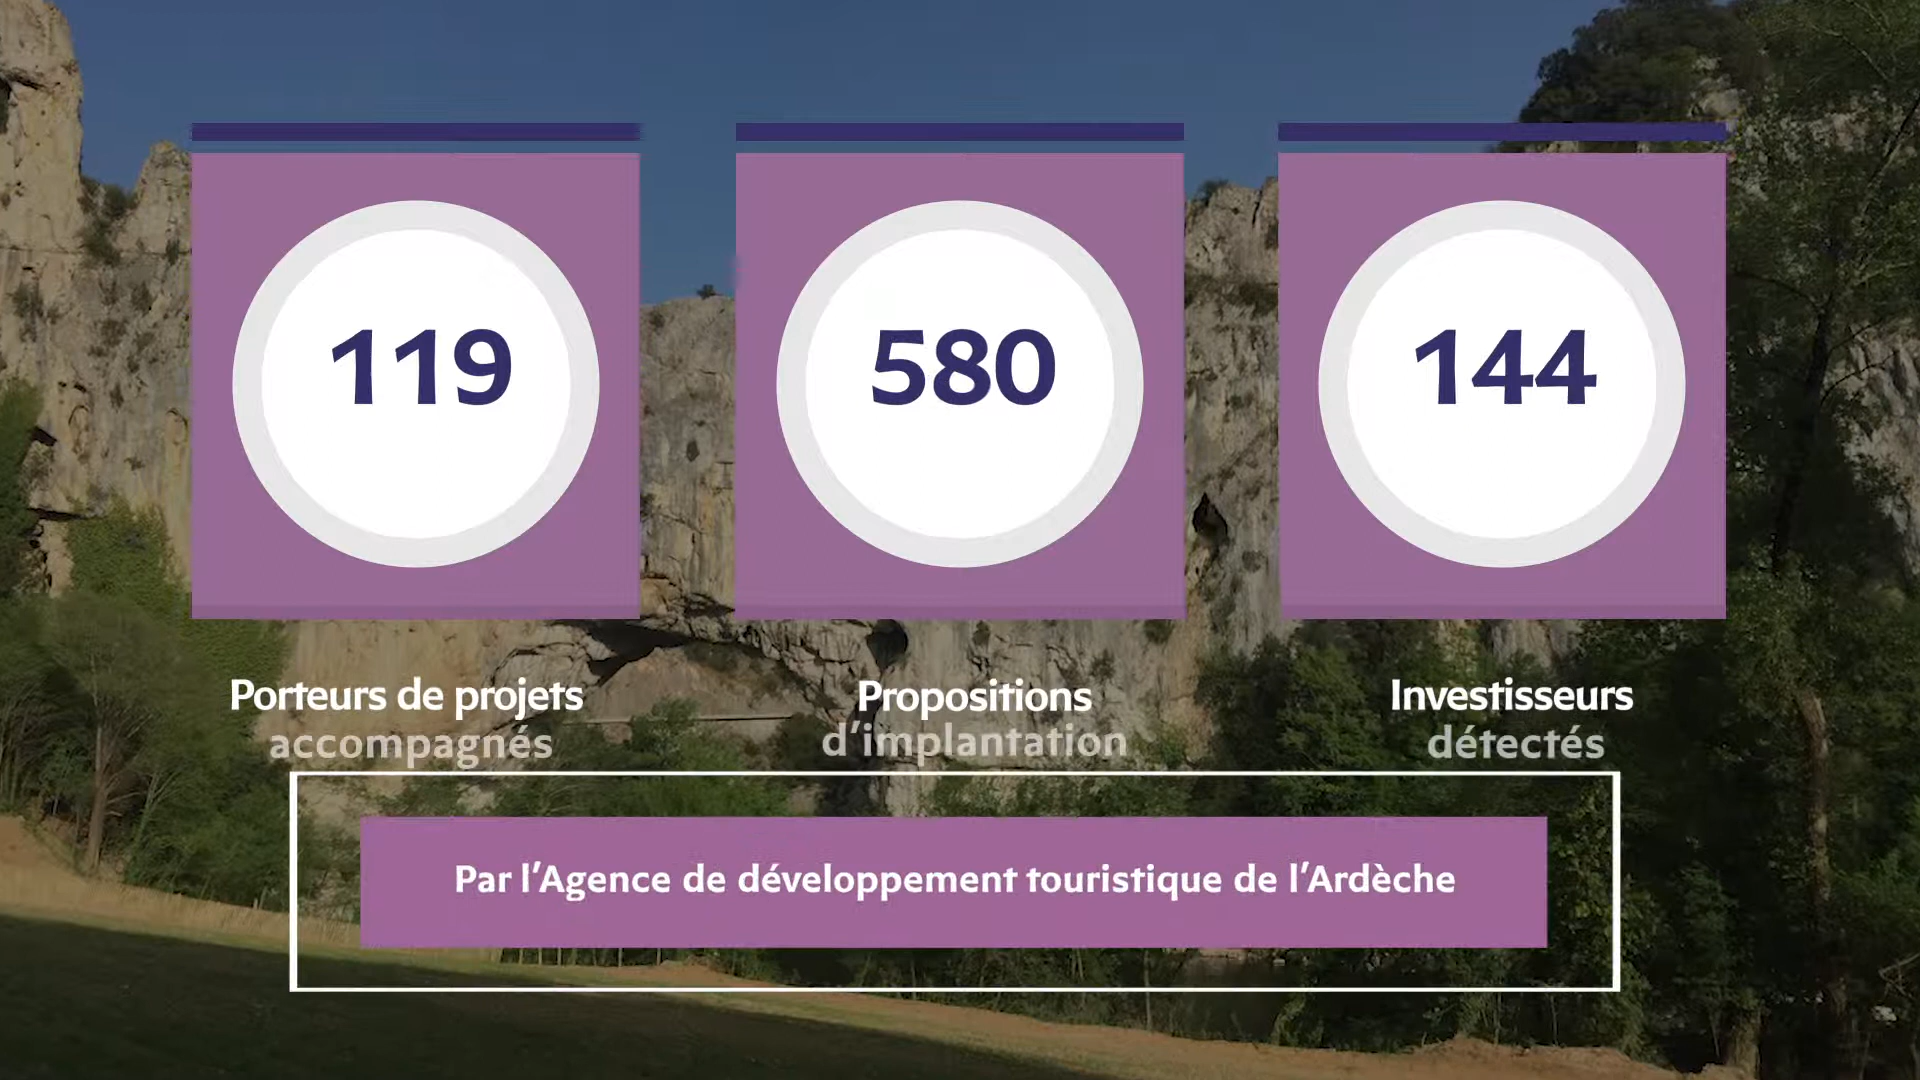 119
Porteurs de projets
accompagnés
580
Propositions
d’implantation
144
Investisseurs
détectés
Par l’Agence de développement touristique de l’Ardèche